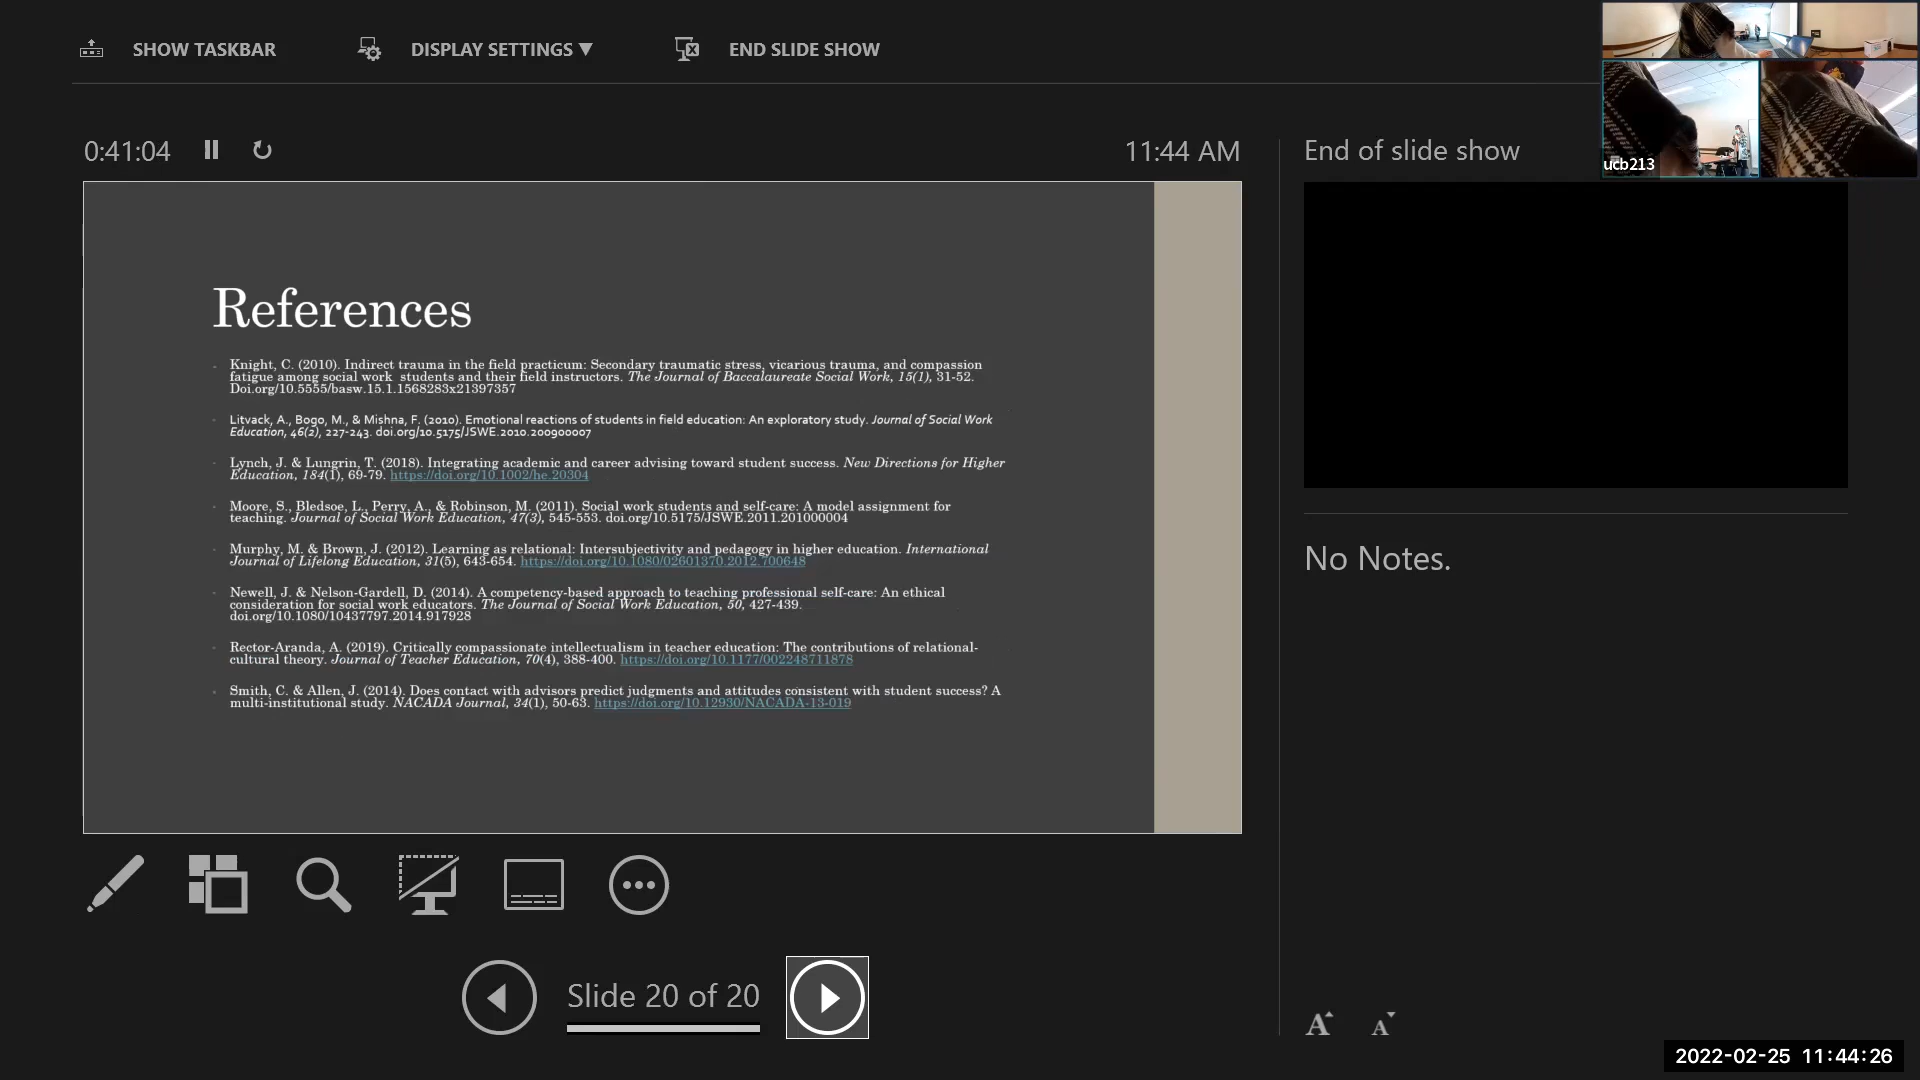 SHOW TASKBAR
DISPLAY SETTINGS ▼
END SLIDE SHOW
0:41:04
11:44 AM
End of slide show
ucb213
References
Knight, C. (2010). Indirect trauma in the field practicum: Secondary traumatic stress, vicarious trauma, and compassion
fatigue among social work students and their field instructors. The Journal of Baccalaureate Social Work, 15(1), 31-52.
Doi.org/10.5555/basw.15.1.1568283x21397357
Litvack, A., Bogo, M., & Mishna, F. (2010). Emotional reactions of students in field education: An exploratory study. Journal of Social Work
Education, 46(2), 227-243. doi.org/10.5175/JSWE.2010.200900007
Lynch, J. & Lungrin, T. (2018). Integrating academic and career advising toward student success. New Directions for Higher
Education, 184(1), 69-79. https://doi.org/10.1002/he.20304
Moore, S., Bledsoe, L., Perry, A., & Robinson, M. (2011). Social work students and self-care: A model assignment for
teaching. Journal of Social Work Education, 47(3), 545-553. doi.org/10.5175/JSWE.2011.201000004
Murphy, M. & Brown, J. (2012). Learning as relational: Intersubjectivity and pedagogy in higher education. International
Journal of Lifelong Education, 31(5), 643-654. https://doi.org/10.1080/02601370.2012.700648
Newell, J. & Nelson-Gardell, D. (2014). A competency-based approach to teaching professional self-care: An ethical
consideration for social work educators. The Journal of Social Work Education, 50, 427-439.
doi.org/10.1080/10437797.2014.917928
Rector-Aranda, A. (2019). Critically compassionate intellectualism in teacher education: The contributions of relational-
cultural theory. Journal of Teacher Education, 70(4), 388-400. https://doi.org/10.1177/002248711878
Smith, C. & Allen, J. (2014). Does contact with advisors predict judgments and attitudes consistent with student success? A
multi-institutional study. NACADA Journal, 34(1), 50-63. https://doi.org/10.12930/NACADA-13-019
No Notes.
Slide 20 of 20
A A
2022-02-25 11:44:26